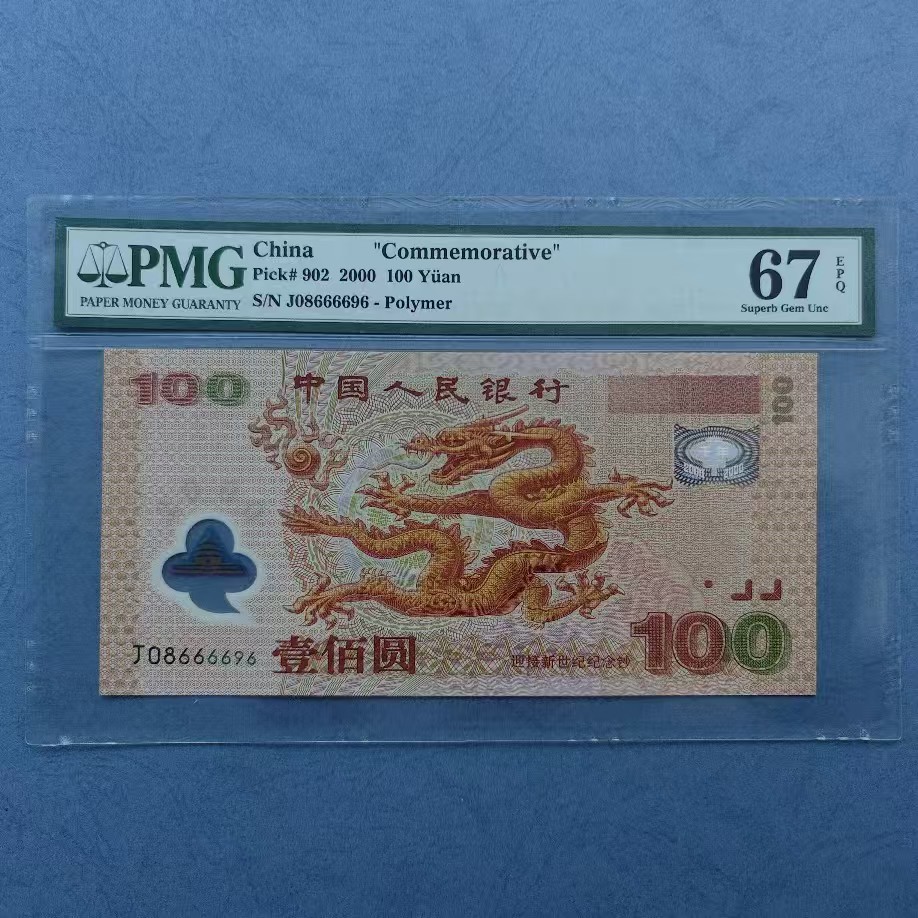 PMG
PAPER MONEY GUARANTY
China "Commemorative"
Pick# 902 2000 100 Yüan
S/N J08666696 - Polymer
67
EPQ
Superb Gem Unc
100
中国人民银行
100
J08666696
壹佰圆
迎接新世纪纪念钞
100